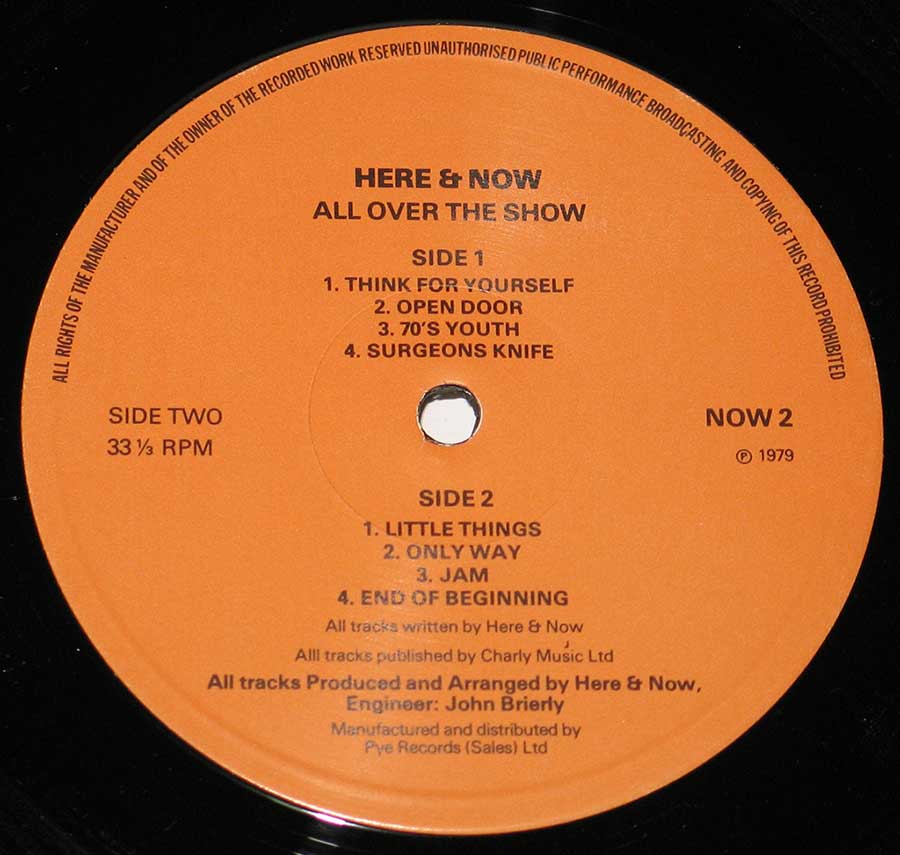 ALL RIGHTS OF THE MANUFACTURER AND OF THE OWNER OF THE RECORDED WORK RESERVED UNAUTHORISED PUBLIC PERFORMANCE BROADCASTING AND COPYING OF THIS RECORD PROHIBITED
HERE & NOW
ALL OVER THE SHOW
SIDE 1
1. THINK FOR YOURSELF
2. OPEN DOOR
3. 70'S YOUTH
4. SURGEONS KNIFE
SIDE TWO
33 ⅓ RPM
NOW 2
℗ 1979
SIDE 2
1. LITTLE THINGS
2. ONLY WAY
3. JAM
4. END OF BEGINNING
All tracks written by Here & Now
Alll tracks published by Charly Music Ltd
All tracks Produced and Arranged by Here & Now,
Engineer: John Brierly
Manufactured and distributed by
Pye Records (Sales) Ltd